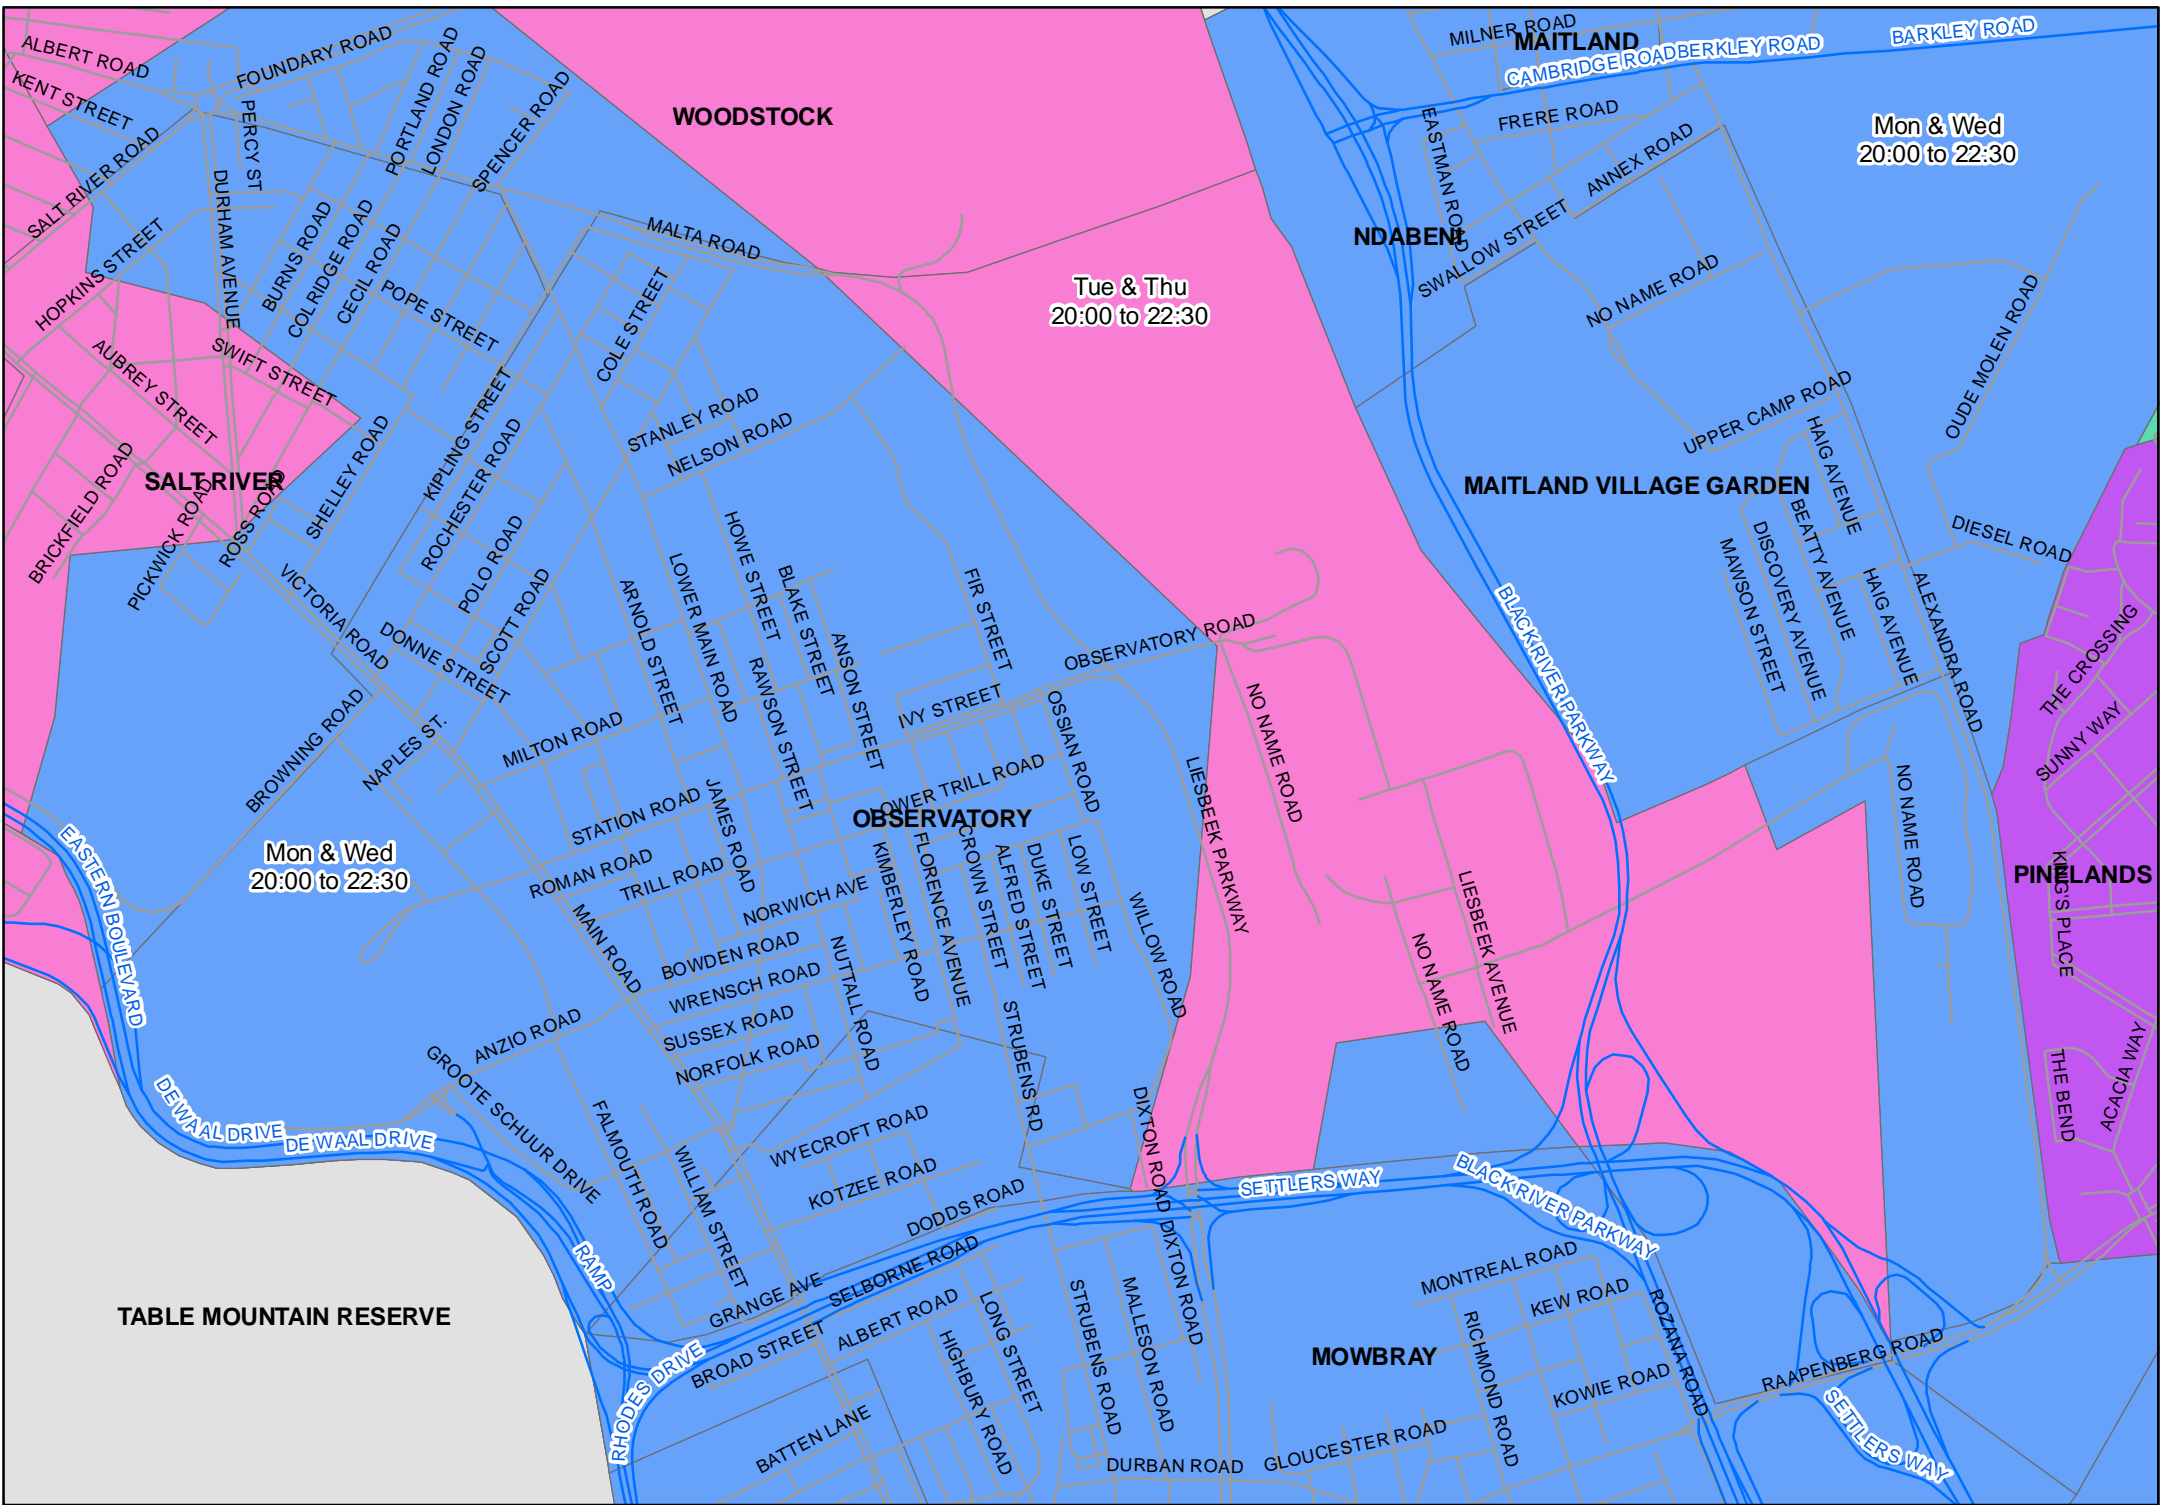 ALBERT ROAD
KENT STREET
SALT RIVER ROAD
HOPKINS STREET
FOUNDARY ROAD
PERCY ST
DURHAM AVENUE
PORTLAND ROAD
LONDON ROAD
SPENCER ROAD
BURNS ROAD
COLRIDGE ROAD
CECIL ROAD
POPE STREET
SWIFT STREET
AUBREY STREET
BRICKFIELD ROAD
SALT RIVER
PICKWICK ROAD
ROSS ROAD
SHELLEY ROAD
KIPLING STREET
ROCHESTER ROAD
POLO ROAD
SCOTT ROAD
VICTORIA ROAD
DONNE STREET
WOODSTOCK
MALTA ROAD
COLE STREET
STANLEY ROAD
NELSON ROAD
Tue & Thu
20:00 to 22:30
MILNER ROAD
MAITLAND
CAMBRIDGE ROAD
BERKLEY ROAD
BARKLEY ROAD
FRERE ROAD
EASTMAN ROAD
ANNEX ROAD
Mon & Wed
20:00 to 22:30
NDABENI
SWALLOW STREET
NO NAME ROAD
OUDE MOLEN ROAD
UPPER CAMP ROAD
HAIG AVENUE
MAITLAND VILLAGE GARDEN
BEATTY AVENUE
DISCOVERY AVENUE
MAWSON STREET
HAIG AVENUE
DIESEL ROAD
ALEXANDRA ROAD
BLACK RIVER PARKWAY
THE CROSSING
SUNNY WAY
NO NAME ROAD
PINELANDS
KING'S PLACE
THE BEND
ACACIA WAY
HOWE STREET
BLAKE STREET
LOWER MAIN ROAD
ARNOLD STREET
RAWSON STREET
ANSON STREET
FIR STREET
OBSERVATORY ROAD
IVY STREET
OSSIAN ROAD
NO NAME ROAD
LIESBEEK PARKWAY
BROWNING ROAD
NAPLES ST.
MILTON ROAD
STATION ROAD
JAMES ROAD
LOWER TRILL ROAD
OBSERVATORY
Mon & Wed
20:00 to 22:30
EASTERN BOULEVARD
ROMAN ROAD
TRILL ROAD
NORWICH AVE
KIMBERLEY ROAD
FLORENCE AVENUE
CROWN STREET
ALFRED STREET
DUKE STREET
LOW STREET
WILLOW ROAD
LIESBEEK AVENUE
NO NAME ROAD
MAIN ROAD
BOWDEN ROAD
WRENSCH ROAD
NUTTALL ROAD
SUSSEX ROAD
NORFOLK ROAD
STRUBENS RD
ANZIO ROAD
GROOTE SCHUUR DRIVE
DE WAAL DRIVE
DE WAAL DRIVE
FALMOUTH ROAD
WILLIAM STREET
WYECROFT ROAD
KOTZEE ROAD
DODDS ROAD
DIXTON ROAD
DIXTON ROAD
SETTLERS WAY
BLACK RIVER PARKWAY
RAMP
GRANGE AVE
SELBORNE ROAD
BROAD STREET
ALBERT ROAD
LONG STREET
HIGHBURY ROAD
STRUBENS ROAD
MALLESON ROAD
MONTREAL ROAD
KEW ROAD
RICHMOND ROAD
ROZANA ROAD
KOWIE ROAD
RAAPENBERG ROAD
SETTLERS WAY
TABLE MOUNTAIN RESERVE
MOWBRAY
RHODES DRIVE
BATTEN LANE
DURBAN ROAD
GLOUCESTER ROAD